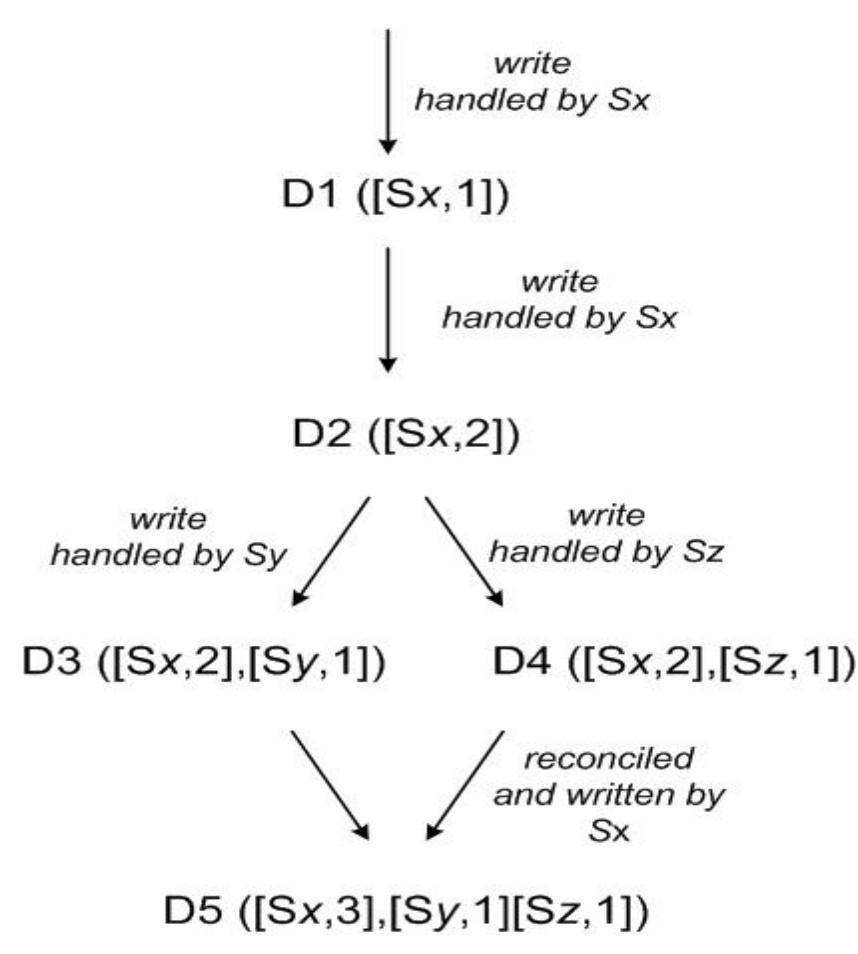 write
handled by Sx
D1 ([Sx,1])
write
handled by Sx
D2 ([Sx,2])
write
handled by Sy
write
handled by Sz
D3 ([Sx,2],[Sy,1])
D4 ([Sx,2],[Sz,1])
reconciled
and written by
Sx
D5 ([Sx,3],[Sy,1][Sz,1])